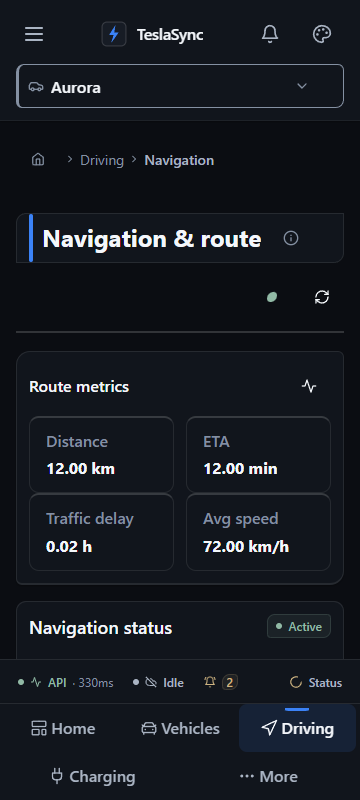 TeslaSync
Aurora
Driving Navigation
Navigation & route
Route metrics
Distance ETA
12.00 km 12.00 min
Traffic delay Avg speed
0.02 h 72.00 km/h
Navigation status Active
API · 330ms Idle 2 Status
Home Vehicles Driving
Charging More